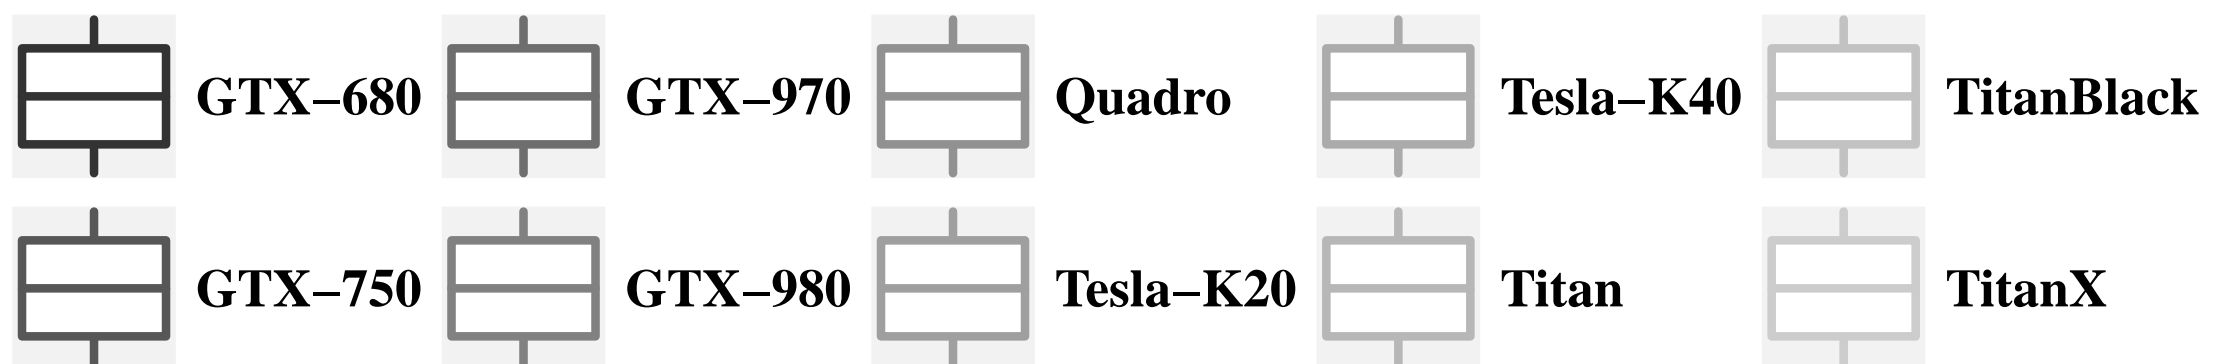 GTX−680 GTX−970 Quadro Tesla−K40 TitanBlack
GTX−750 GTX−980 Tesla−K20 Titan TitanX